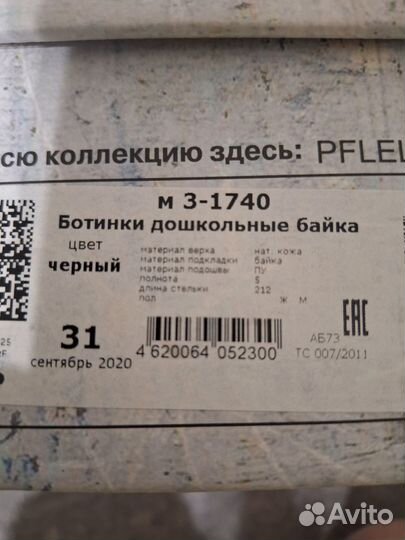 сю коллекцию здесь: PFLEL
м 3-1740
Ботинки дошкольные байка
цвет
черный
материал верха нат. кожа
материал подкладки байка
материал подошвы ПУ
полнота 5
длина стельки 212
пол ж м
31
сентябрь 2020
4 620064 052300
EAC
АБ73
ТС 007/2011
25
Avito